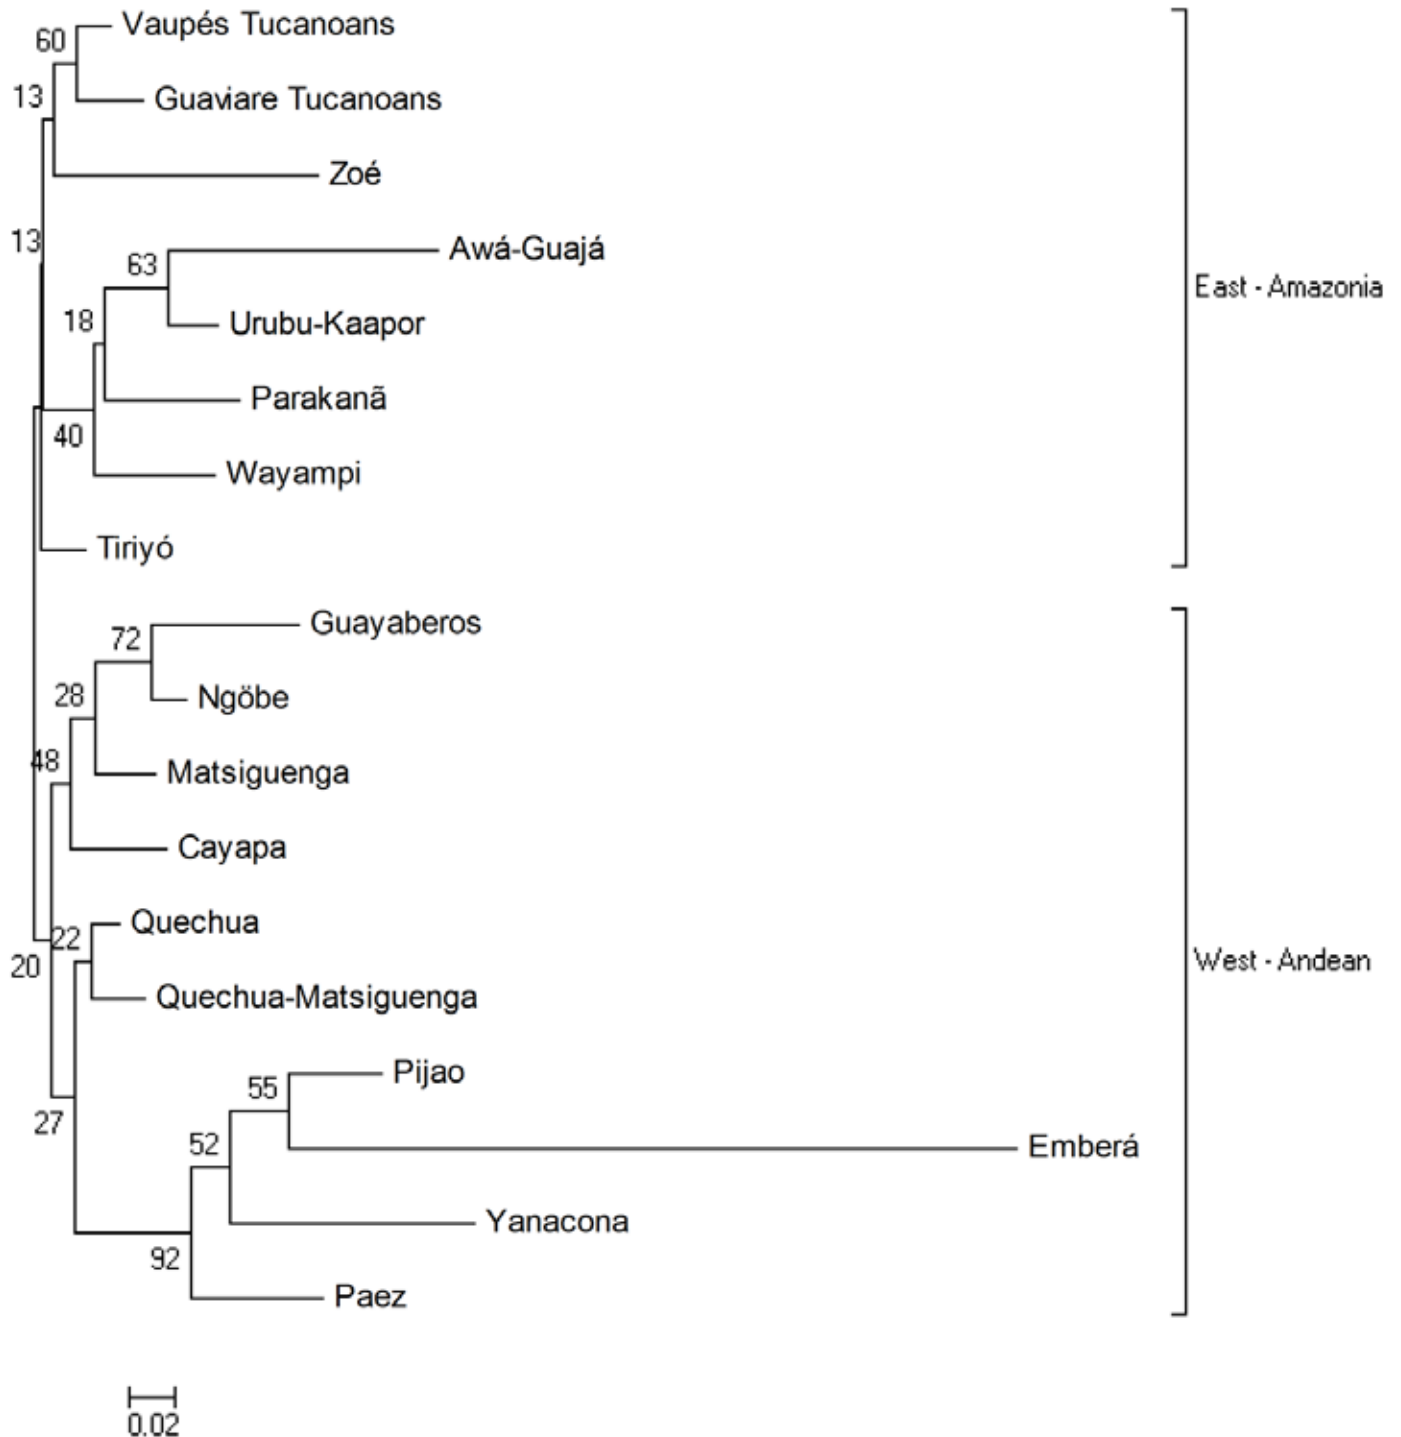 60
Vaupés Tucanoans
13
Guaviare Tucanoans
Zoé
13
63
Awá-Guajá
East - Amazonia
18
Urubu-Kaapor
Parakanã
40
Wayampi
Tiriyó
72
Guayaberos
28
Ngöbe
48
Matsiguenga
Cayapa
22
Quechua
20
West - Andean
Quechua-Matsiguenga
55
Pijao
27
52
Emberá
Yanacona
92
Paez
0.02